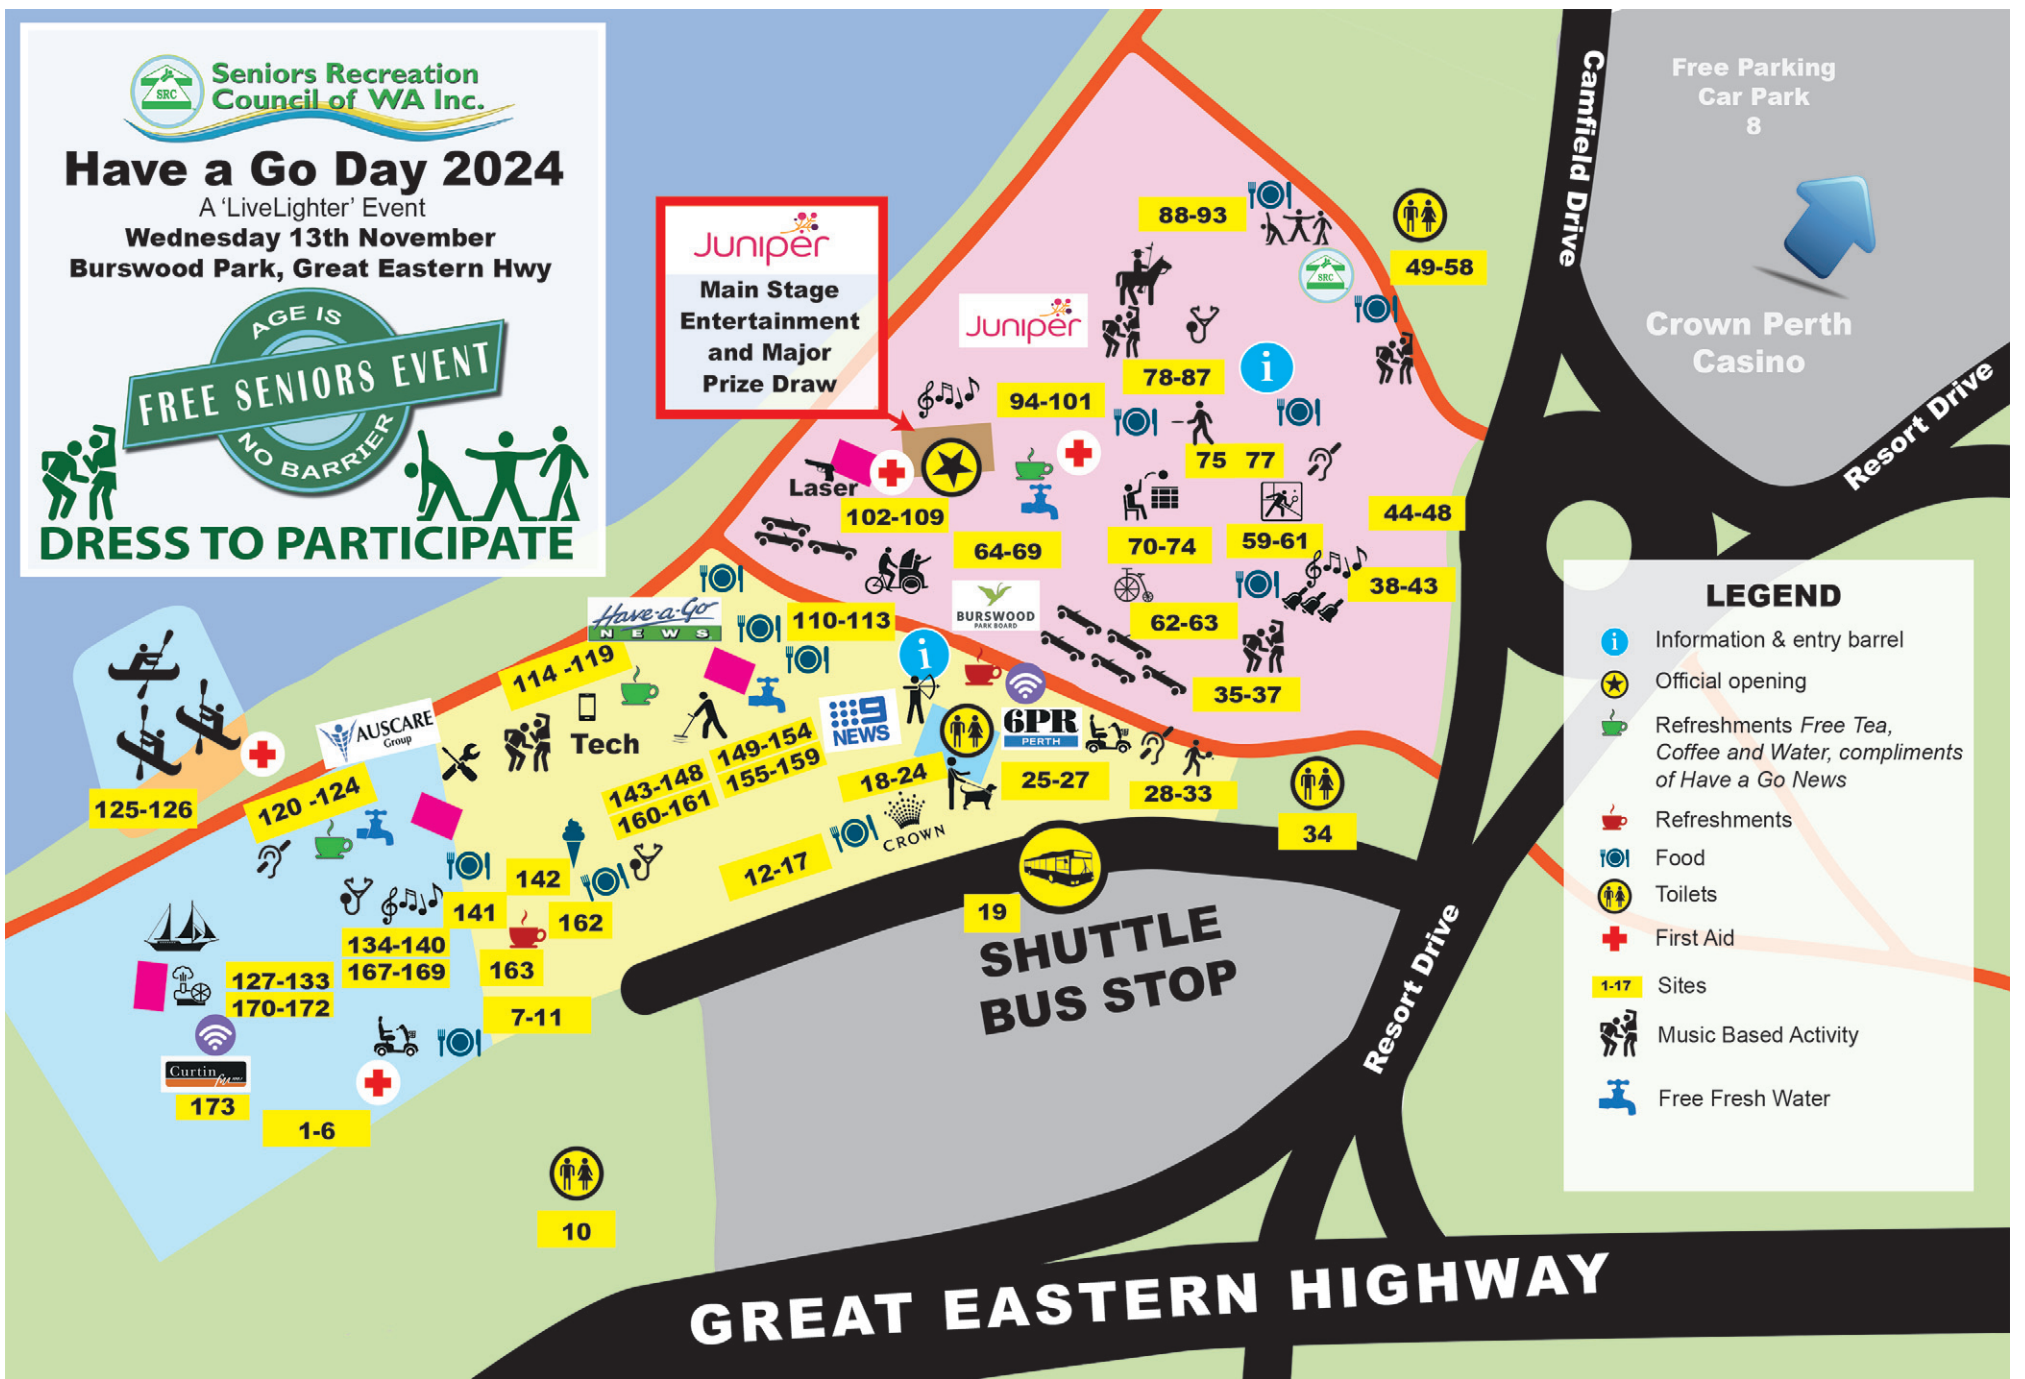 SRC
Seniors Recreation
Council of WA Inc.
Have a Go Day 2024
A 'LiveLighter' Event
Wednesday 13th November
Burswood Park, Great Eastern Hwy
AGE IS
FREE SENIORS EVENT
NO BARRIER
DRESS TO PARTICIPATE
Juniper
Main Stage
Entertainment
and Major
Prize Draw
Free Parking
Car Park
8
Camfield Drive
Crown Perth
Casino
Resort Drive
88-93
49-58
SRC
Juniper
78-87
i
94-101
75 77
Laser
102-109
44-48
64-69
70-74
59-61
38-43
BURSWOOD
PARK BOARD
62-63
35-37
Have-a-Go
NEWS
110-113
114 -119
i
Tech
9
NEWS
6PR
PERTH
149-154
155-159
143-148
160-161
18-24
25-27
28-33
34
12-17
CROWN
AUSCARE
Group
125-126
120 -124
142
141
162
134-140
167-169
163
127-133
170-172
7-11
Curtin
fm
173
1-6
10
19
SHUTTLE
BUS STOP
Resort Drive
GREAT EASTERN HIGHWAY
LEGEND
i Information & entry barrel
Official opening
Refreshments Free Tea,
Coffee and Water, compliments
of Have a Go News
Refreshments
Food
Toilets
First Aid
1-17 Sites
Music Based Activity
Free Fresh Water